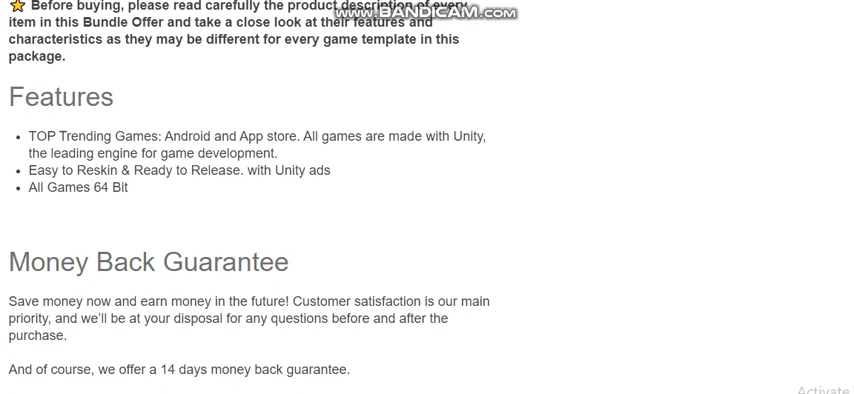 ⭐ Before buying, please read carefully the product description of every
www.BANDICAM.com
item in this Bundle Offer and take a close look at their features and
characteristics as they may be different for every game template in this
package.
Features
• TOP Trending Games: Android and App store. All games are made with Unity,
the leading engine for game development.
• Easy to Reskin & Ready to Release. with Unity ads
• All Games 64 Bit
Money Back Guarantee
Save money now and earn money in the future! Customer satisfaction is our main
priority, and we'll be at your disposal for any questions before and after the
purchase.
And of course, we offer a 14 days money back guarantee.
Activate